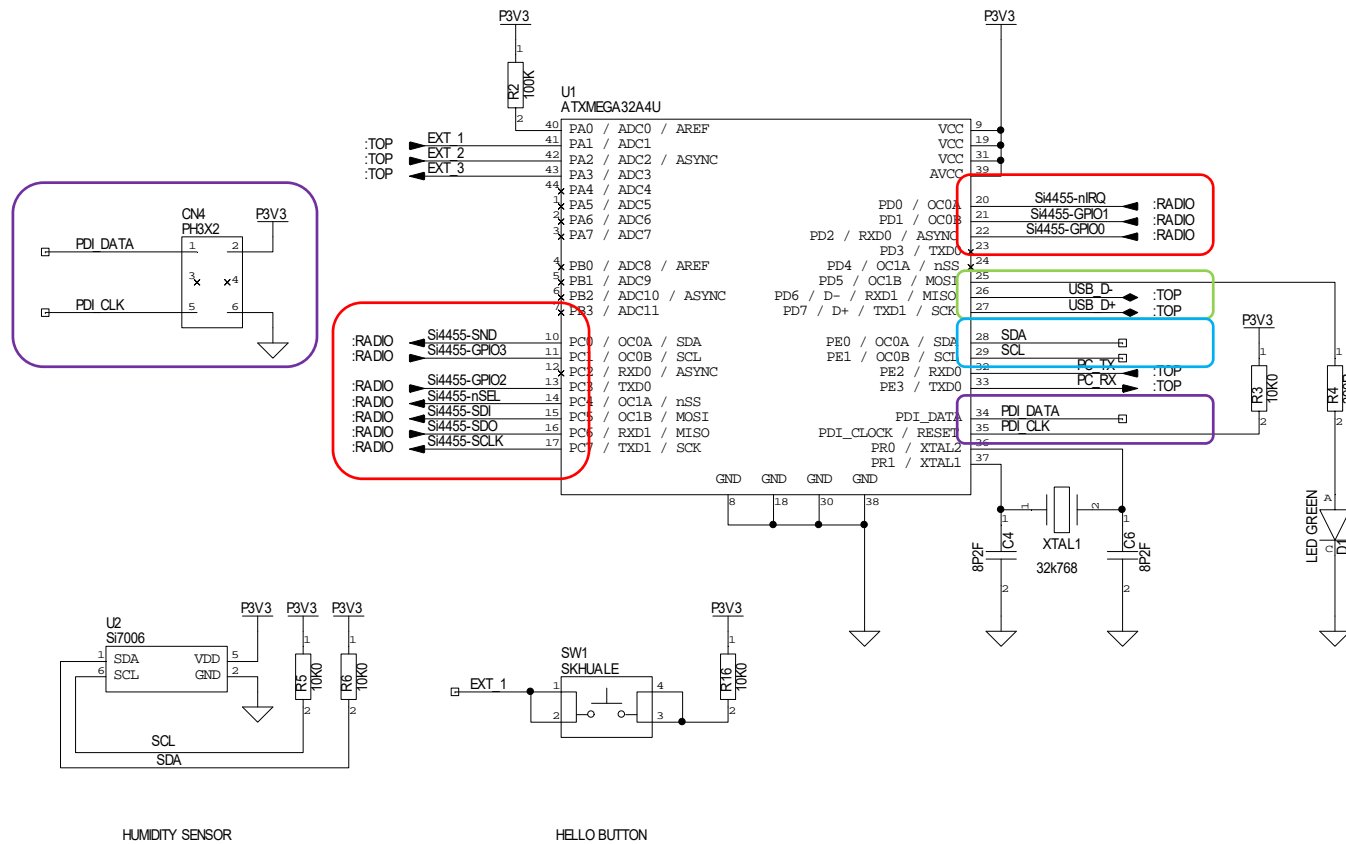 P3V3
P3V3
1
R2
100K
2
U1
ATXMEGA32A4U
40 PA0 / ADC0 / AREF
:TOP EXT_1 41 PA1 / ADC1
:TOP EXT_2 42 PA2 / ADC2 / ASYNC
:TOP EXT_3 43 PA3 / ADC3
44 PA4 / ADC4
1 PA5 / ADC5
2 PA6 / ADC6
3 PA7 / ADC7
4 PB0 / ADC8 / AREF
5 PB1 / ADC9
6 PB2 / ADC10 / ASYNC
7 PB3 / ADC11
:RADIO Si4455-SND 10 PC0 / OC0A / SDA
:RADIO Si4455-GPIO3 11 PC1 / OC0B / SCL
12 PC2 / RXD0 / ASYNC
:RADIO Si4455-GPIO2 13 PC3 / TXD0
:RADIO Si4455-nSEL 14 PC4 / OC1A / nSS
:RADIO Si4455-SDI 15 PC5 / OC1B / MOSI
:RADIO Si4455-SDO 16 PC6 / RXD1 / MISO
:RADIO Si4455-SCLK 17 PC7 / TXD1 / SCK
VCC 9
VCC 19
VCC 31
AVCC 39
PD0 / OC0A 20 Si4455-nIRQ :RADIO
PD1 / OC0B 21 Si4455-GPIO1 :RADIO
PD2 / RXD0 / ASYNC 22 Si4455-GPIO0 :RADIO
PD3 / TXD0 23
PD4 / OC1A / nSS 24
PD5 / OC1B / MOSI 25
PD6 / D- / RXD1 / MISO 26 USB_D- :TOP
PD7 / D+ / TXD1 / SCK 27 USB_D+ :TOP
PE0 / OC0A / SDA 28 SDA
PE1 / OC0B / SCL 29 SCL
PE2 / RXD0 32 PC_TX :TOP
PE3 / TXD0 33 PC_RX :TOP
PDI_DATA 34 PDI_DATA
PDI_CLOCK / RESET 35 PDI_CLK
PR0 / XTAL2 36
PR1 / XTAL1 37
GND GND GND GND
8 18 30 38
CN4
PH3X2
P3V3
PDI_DATA 1 2
3 4
PDI_CLK 5 6
P3V3
1
R3
10K0
2
1
R4
2
LED GREEN
A
C
D1
1 2
XTAL1
32k768
1
C4
8P2F
2
1
C6
8P2F
2
P3V3 P3V3 P3V3
U2
Si7006
1 SDA VDD 5
6 SCL GND 2
1
R5
10K0
2
1
R6
10K0
2
SCL
SDA
HUMIDITY SENSOR
P3V3
SW1
SKHUALE
EXT_1 1 4
2 3
1
R16
10K0
2
HELLO BUTTON